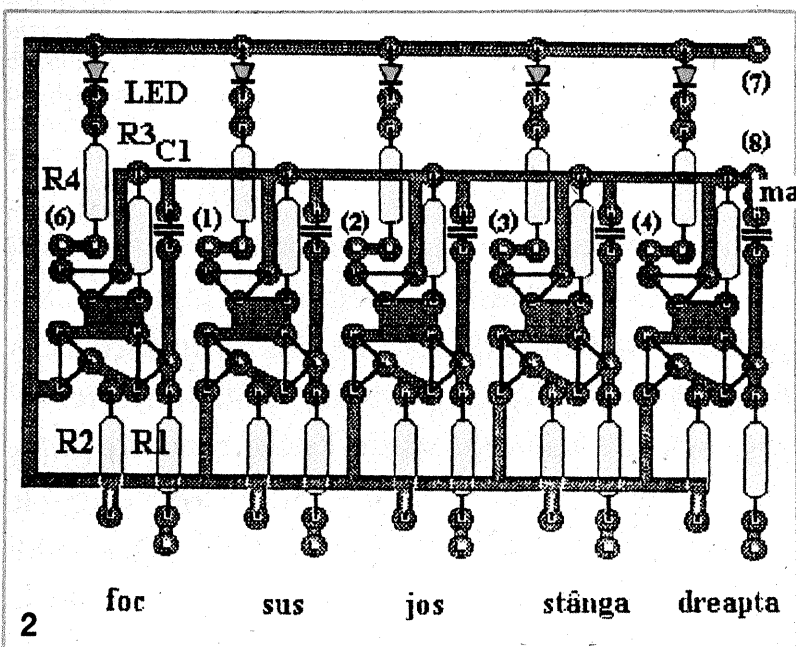 (7)
LED
R3
C1
(8)
R4
ma
(6)
(1)
(2)
(3)
(4)
R2
R1
foc
sus
jos
stânga
dreapta
2